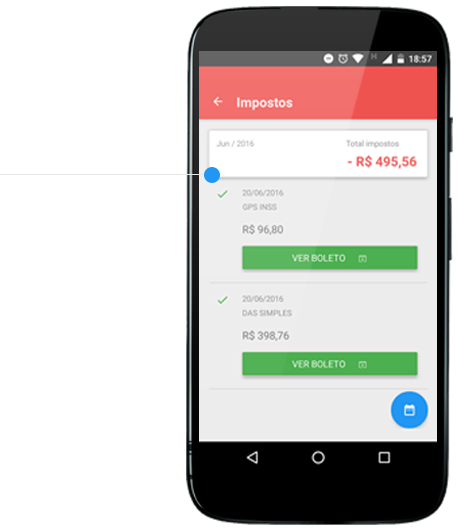 18:57
Impostos
Jun / 2016
Total impostos
- R$ 495,56
20/06/2016
GPS INSS
R$ 96,80
VER BOLETO
20/06/2016
DAS SIMPLES
R$ 398,76
VER BOLETO